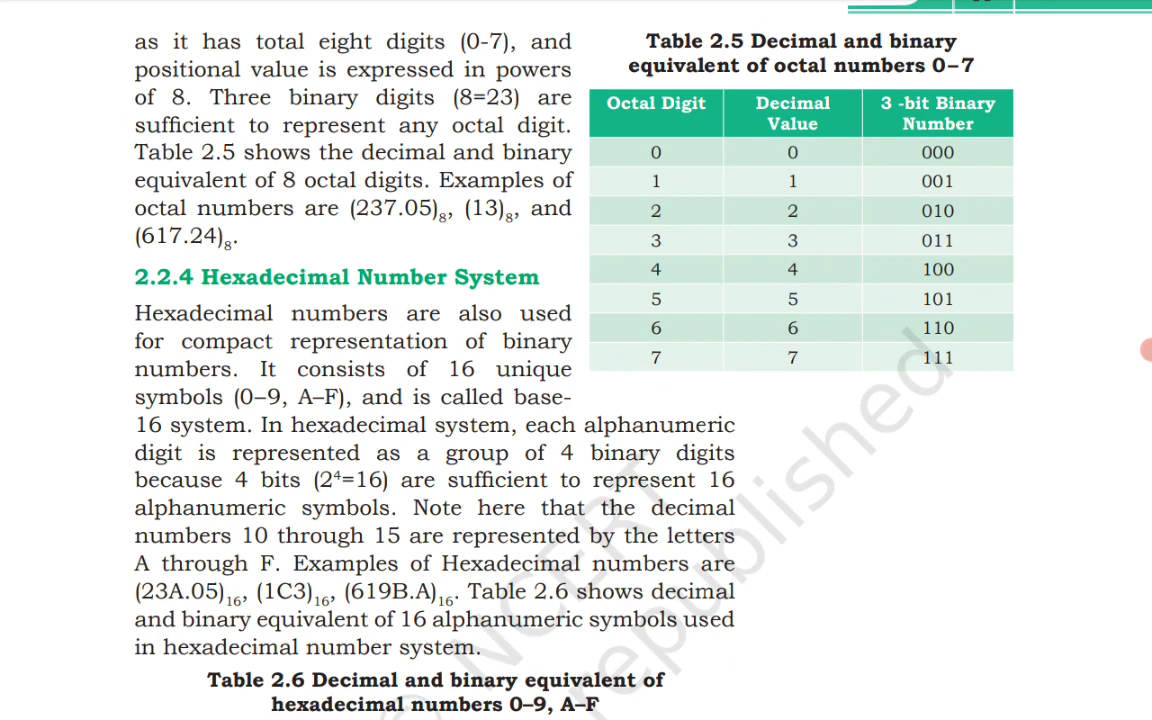 as it has total eight digits (0-7), and
positional value is expressed in powers
of 8. Three binary digits (8=23) are
sufficient to represent any octal digit.
Table 2.5 shows the decimal and binary
equivalent of 8 octal digits. Examples of
octal numbers are (237.05)₈, (13)₈, and
(617.24)₈.
Table 2.5 Decimal and binary
equivalent of octal numbers 0–7
Octal Digit Decimal Value 3 -bit Binary Number
0 0 000
1 1 001
2 2 010
3 3 011
4 4 100
5 5 101
6 6 110
7 7 111
2.2.4 Hexadecimal Number System
Hexadecimal numbers are also used
for compact representation of binary
numbers. It consists of 16 unique
symbols (0–9, A–F), and is called base-
16 system. In hexadecimal system, each alphanumeric
digit is represented as a group of 4 binary digits
because 4 bits (2⁴=16) are sufficient to represent 16
alphanumeric symbols. Note here that the decimal
numbers 10 through 15 are represented by the letters
A through F. Examples of Hexadecimal numbers are
(23A.05)₁₆, (1C3)₁₆, (619B.A)₁₆. Table 2.6 shows decimal
and binary equivalent of 16 alphanumeric symbols used
in hexadecimal number system.
Table 2.6 Decimal and binary equivalent of
hexadecimal numbers 0–9, A–F
© NCERT
republished